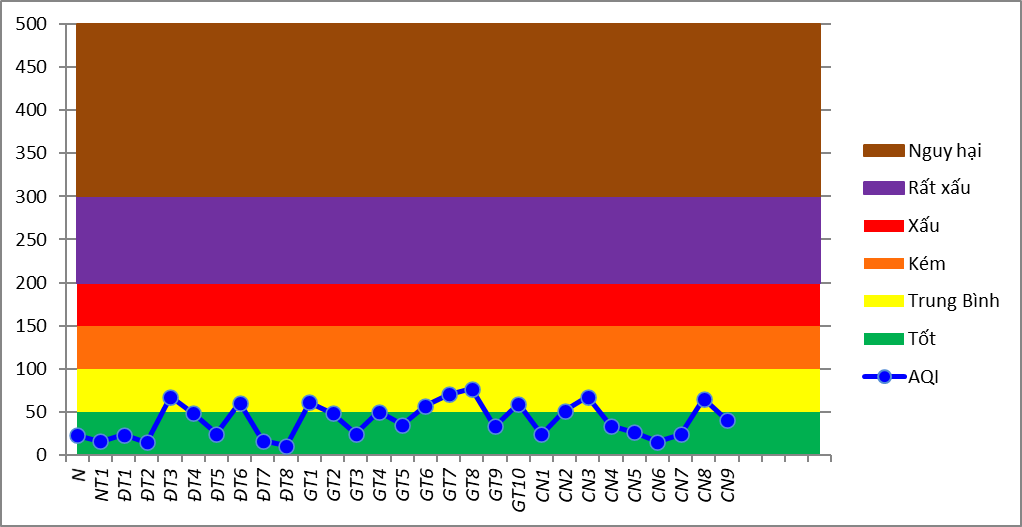 500
450
400
350
300
250
200
150
100
50
0
N
NT1
ĐT1
ĐT2
ĐT3
ĐT4
ĐT5
ĐT6
ĐT7
ĐT8
GT1
GT2
GT3
GT4
GT5
GT6
GT7
GT8
GT9
GT10
CN1
CN2
CN3
CN4
CN5
CN6
CN7
CN8
CN9
Nguy hại
Rất xấu
Xấu
Kém
Trung Bình
Tốt
AQI